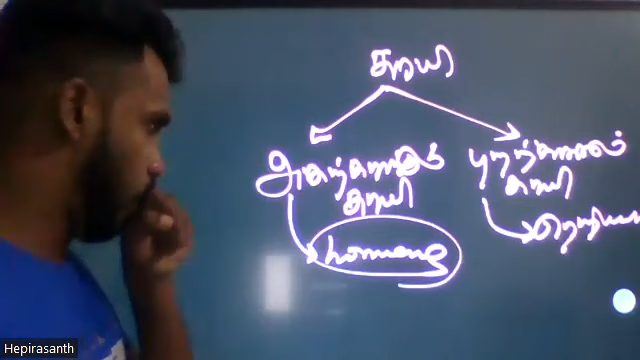 சுரப்பி
அகஞ்சுரக்கும்
சுரப்பி
hormone
புறஞ்சுரக்கும்
சுரப்பி
Hepirasanth